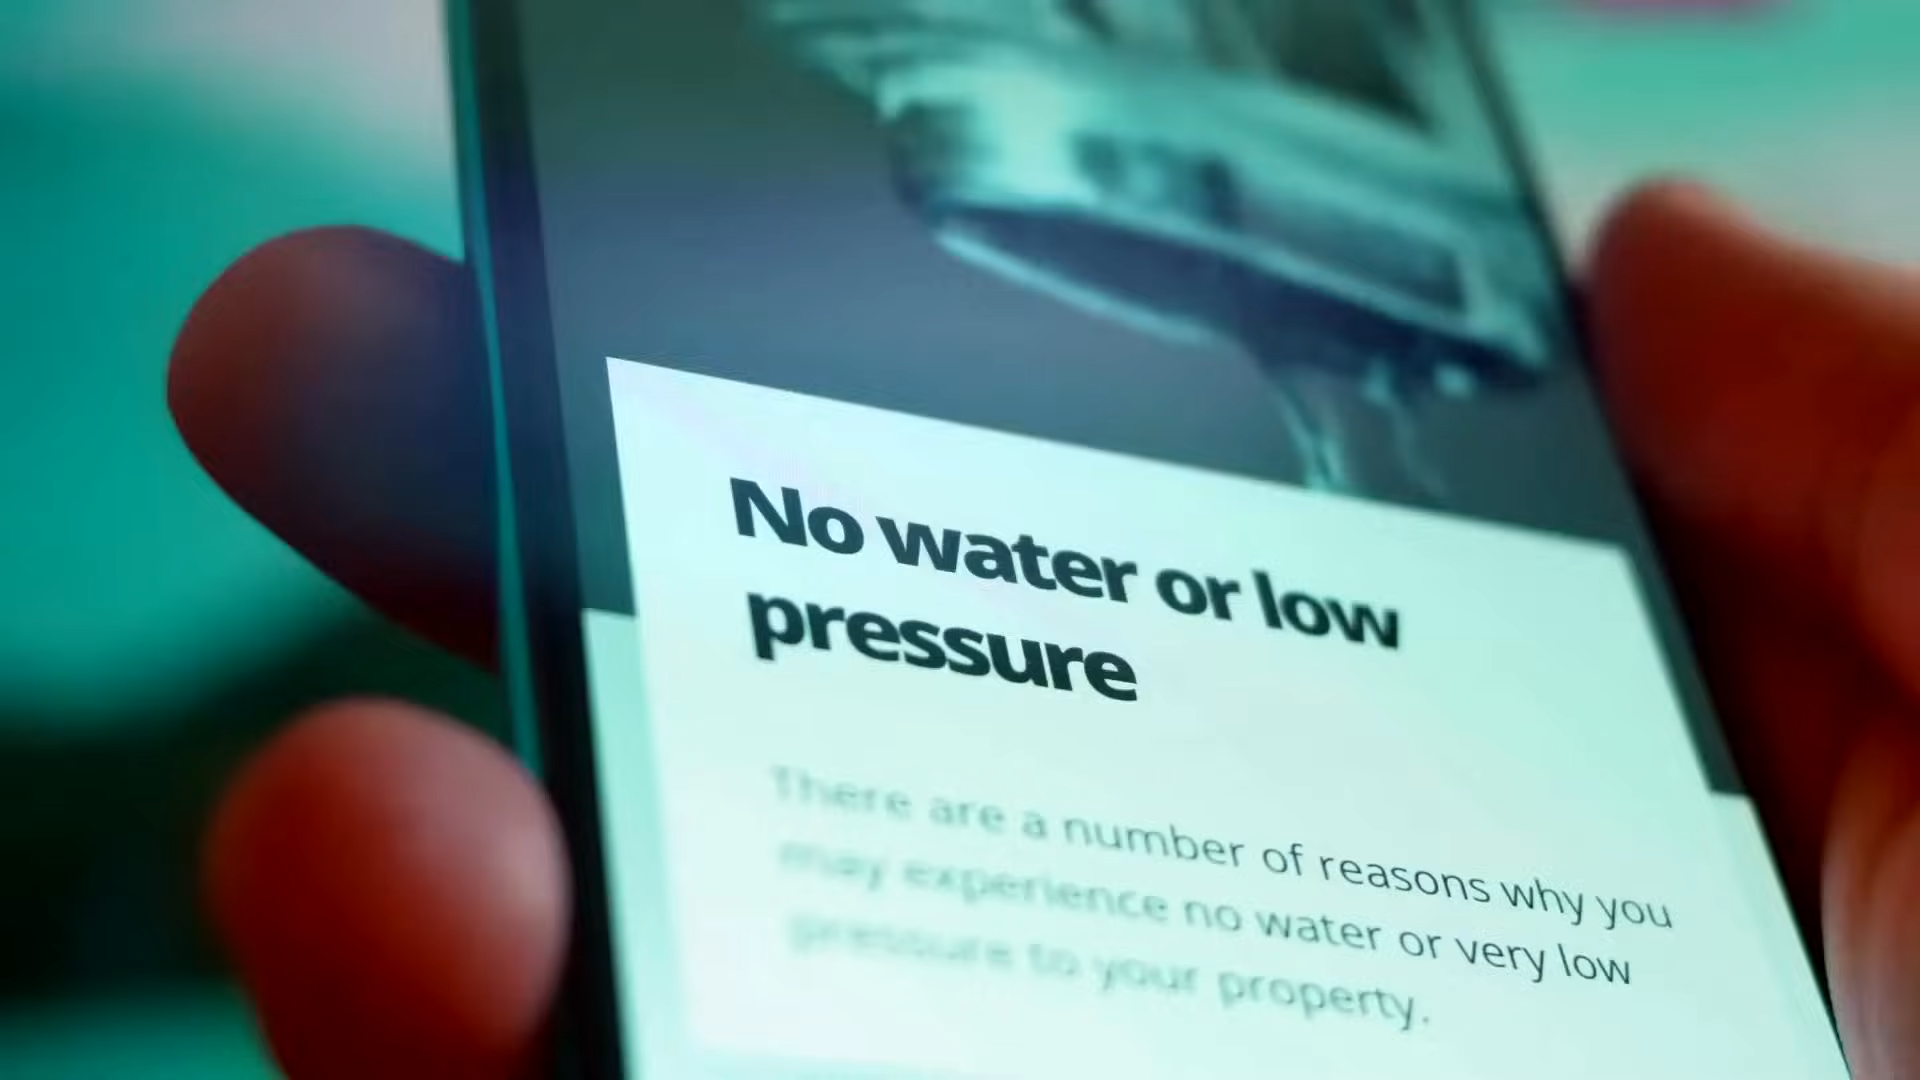 No water or low
pressure
There are a number of reasons why you
may experience no water or very low
pressure to your property.